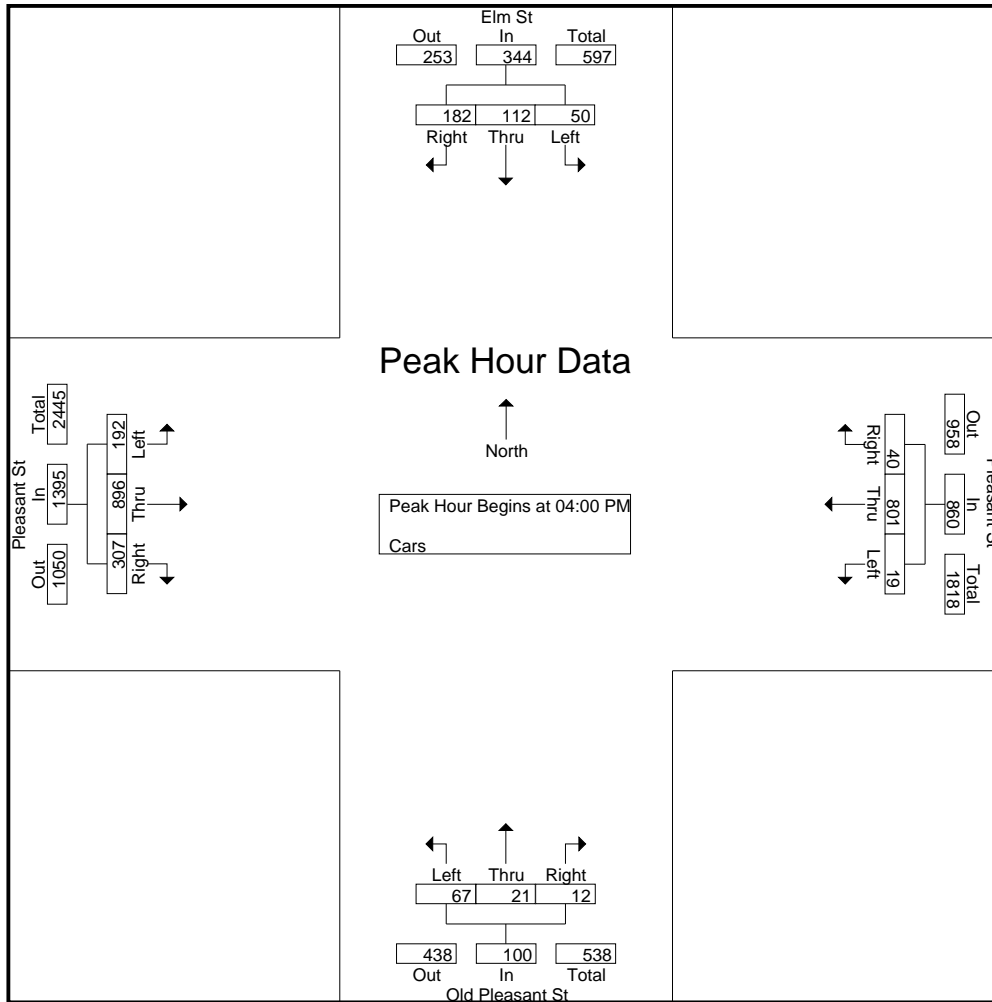 Elm St
Out In Total
253 344 597
182 112 50
Right Thru Left
Peak Hour Data
North
Peak Hour Begins at 04:00 PM
Cars
Pleasant St
Total In Out
2445 1395 1050
192 896 307
Left Thru Right
Pleasant St
Out In Total
958 860 1818
40 801 19
Right Thru Left
Left Thru Right
67 21 12
438 100 538
Out In Total
Old Pleasant St